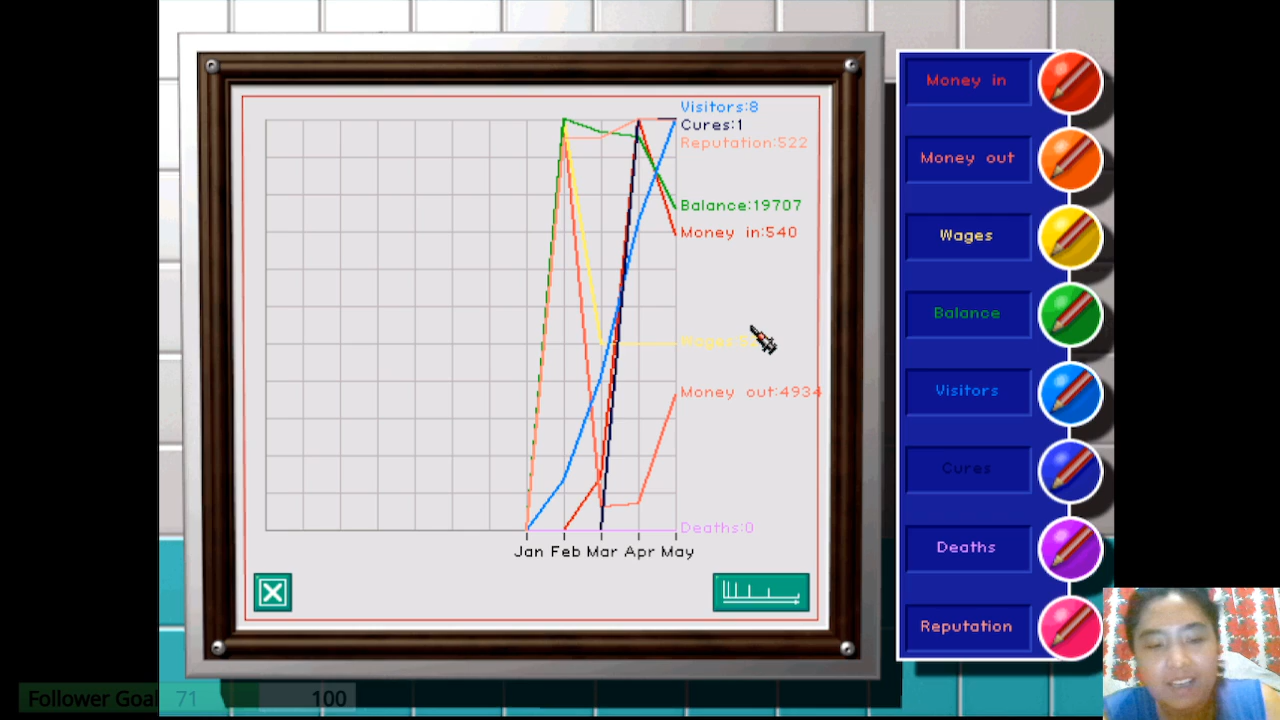 Visitors:8
Cures:1
Reputation:522
Balance:19707
Money in:540
Money out:4934
Deaths:0
Jan Feb Mar Apr May
Money in
Money out
Wages
Balance
Visitors
Cures
Deaths
Reputation
Follower Goal 71 100